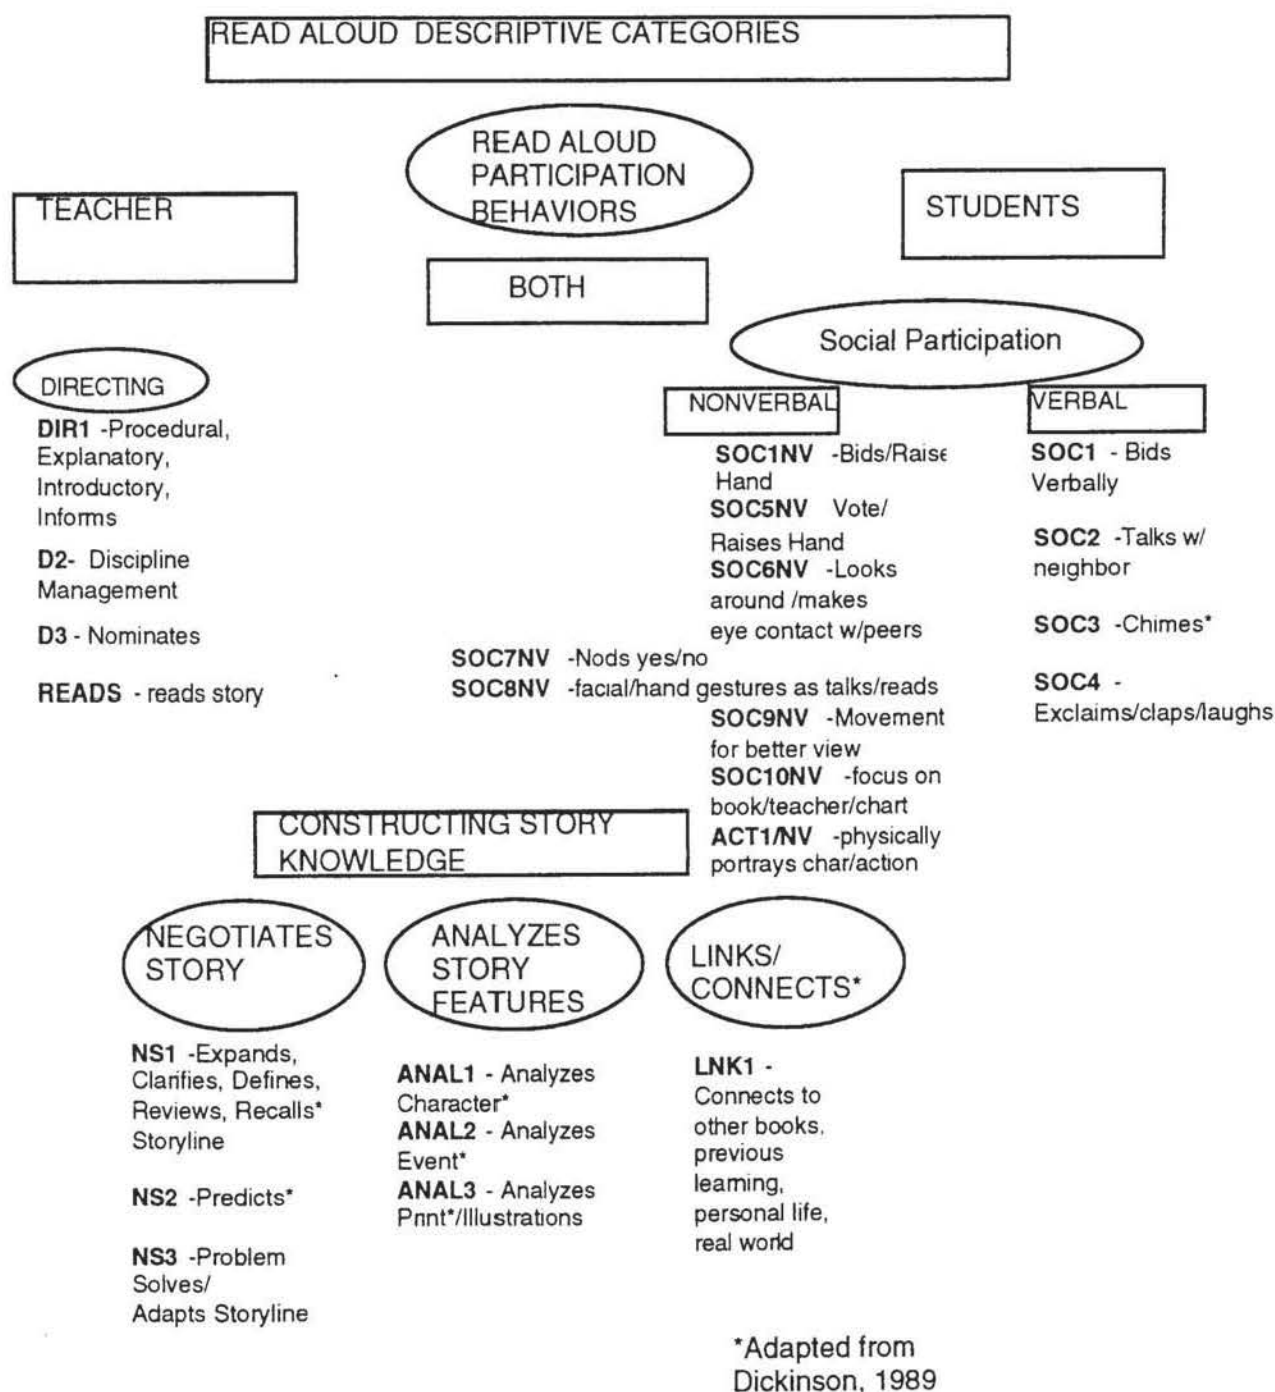 READ ALOUD DESCRIPTIVE CATEGORIES
READ ALOUD
PARTICIPATION
BEHAVIORS
TEACHER
STUDENTS
BOTH
Social Participation
DIRECTING
DIR1 -Procedural,
Explanatory,
Introductory,
Informs
D2- Discipline
Management
D3 - Nominates
READS - reads story
NONVERBAL
SOC1NV -Bids/Raise
Hand
SOC5NV Vote/
Raises Hand
SOC6NV -Looks
around /makes
eye contact w/peers
SOC7NV -Nods yes/no
SOC8NV -facial/hand gestures as talks/reads
SOC9NV -Movement
for better view
SOC10NV -focus on
book/teacher/chart
ACT1/NV -physically
portrays char/action
VERBAL
SOC1 - Bids
Verbally
SOC2 -Talks w/
neighbor
SOC3 -Chimes*
SOC4 -
Exclaims/claps/laughs
CONSTRUCTING STORY
KNOWLEDGE
NEGOTIATES
STORY
NS1 -Expands,
Clarifies, Defines,
Reviews, Recalls*
Storyline
NS2 -Predicts*
NS3 -Problem
Solves/
Adapts Storyline
ANALYZES
STORY
FEATURES
ANAL1 - Analyzes
Character*
ANAL2 - Analyzes
Event*
ANAL3 - Analyzes
Print*/Illustrations
LINKS/
CONNECTS*
LNK1 -
Connects to
other books,
previous
learning,
personal life,
real world
*Adapted from
Dickinson, 1989